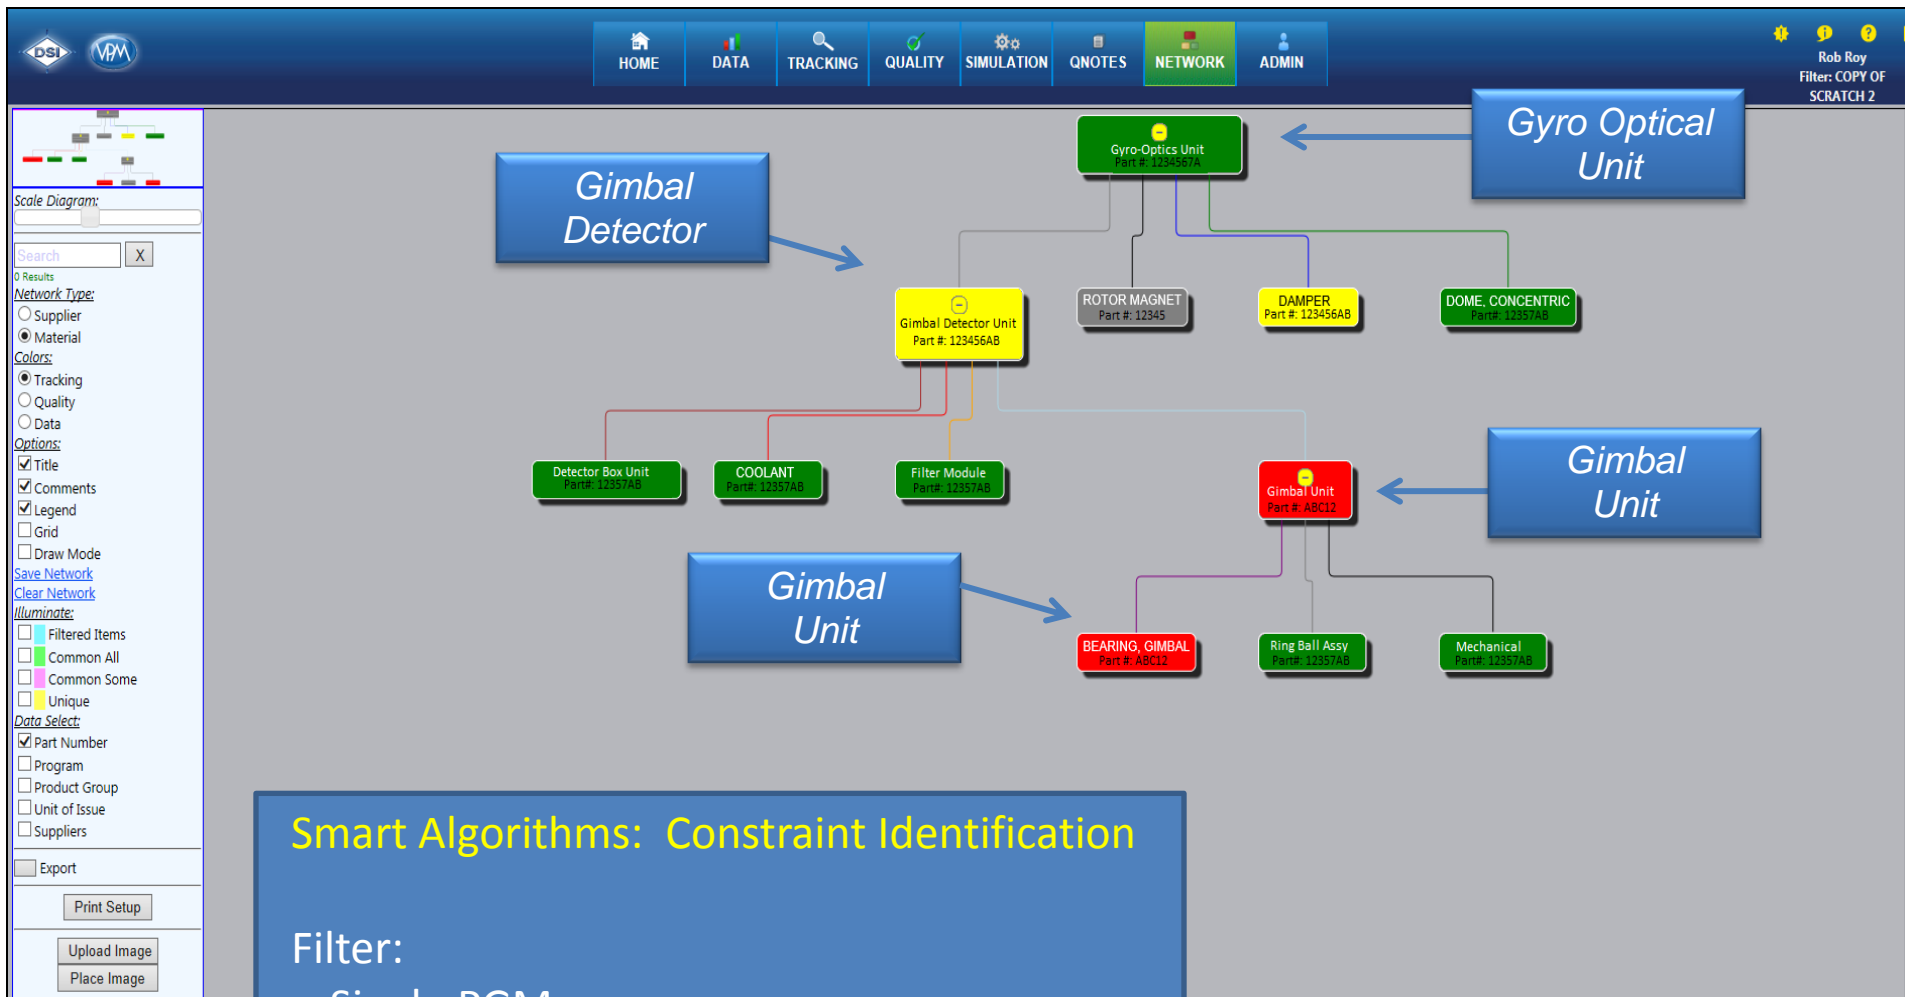 DSI
VPM
HOME
DATA
TRACKING
QUALITY
SIMULATION
QNOTES
NETWORK
ADMIN
Rob Roy
Filter: COPY OF
SCRATCH 2
Scale Diagram:
Search
X
0 Results
Network Type:
Supplier
Material
Colors:
Tracking
Quality
Data
Options:
Title
Comments
Legend
Grid
Draw Mode
Save Network
Clear Network
Illuminate:
Filtered Items
Common All
Common Some
Unique
Data Select:
Part Number
Program
Product Group
Unit of Issue
Suppliers
Export
Print Setup
Upload Image
Place Image
Gyro Optical
Unit
Gyro-Optics Unit
Part #: 1234567A
Gimbal
Detector
Gimbal Detector Unit
Part #: 123456AB
ROTOR MAGNET
Part #: 12345
DAMPER
Part #: 123456AB
DOME, CONCENTRIC
Part#: 12357AB
Detector Box Unit
Part#: 12357AB
COOLANT
Part#: 12357AB
Filter Module
Part#: 12357AB
Gimbal Unit
Part #: ABC12
Gimbal
Unit
Gimbal
Unit
BEARING, GIMBAL
Part #: ABC12
Ring Ball Assy
Part#: 12357AB
Mechanical
Part#: 12357AB
Smart Algorithms: Constraint Identification
Filter: